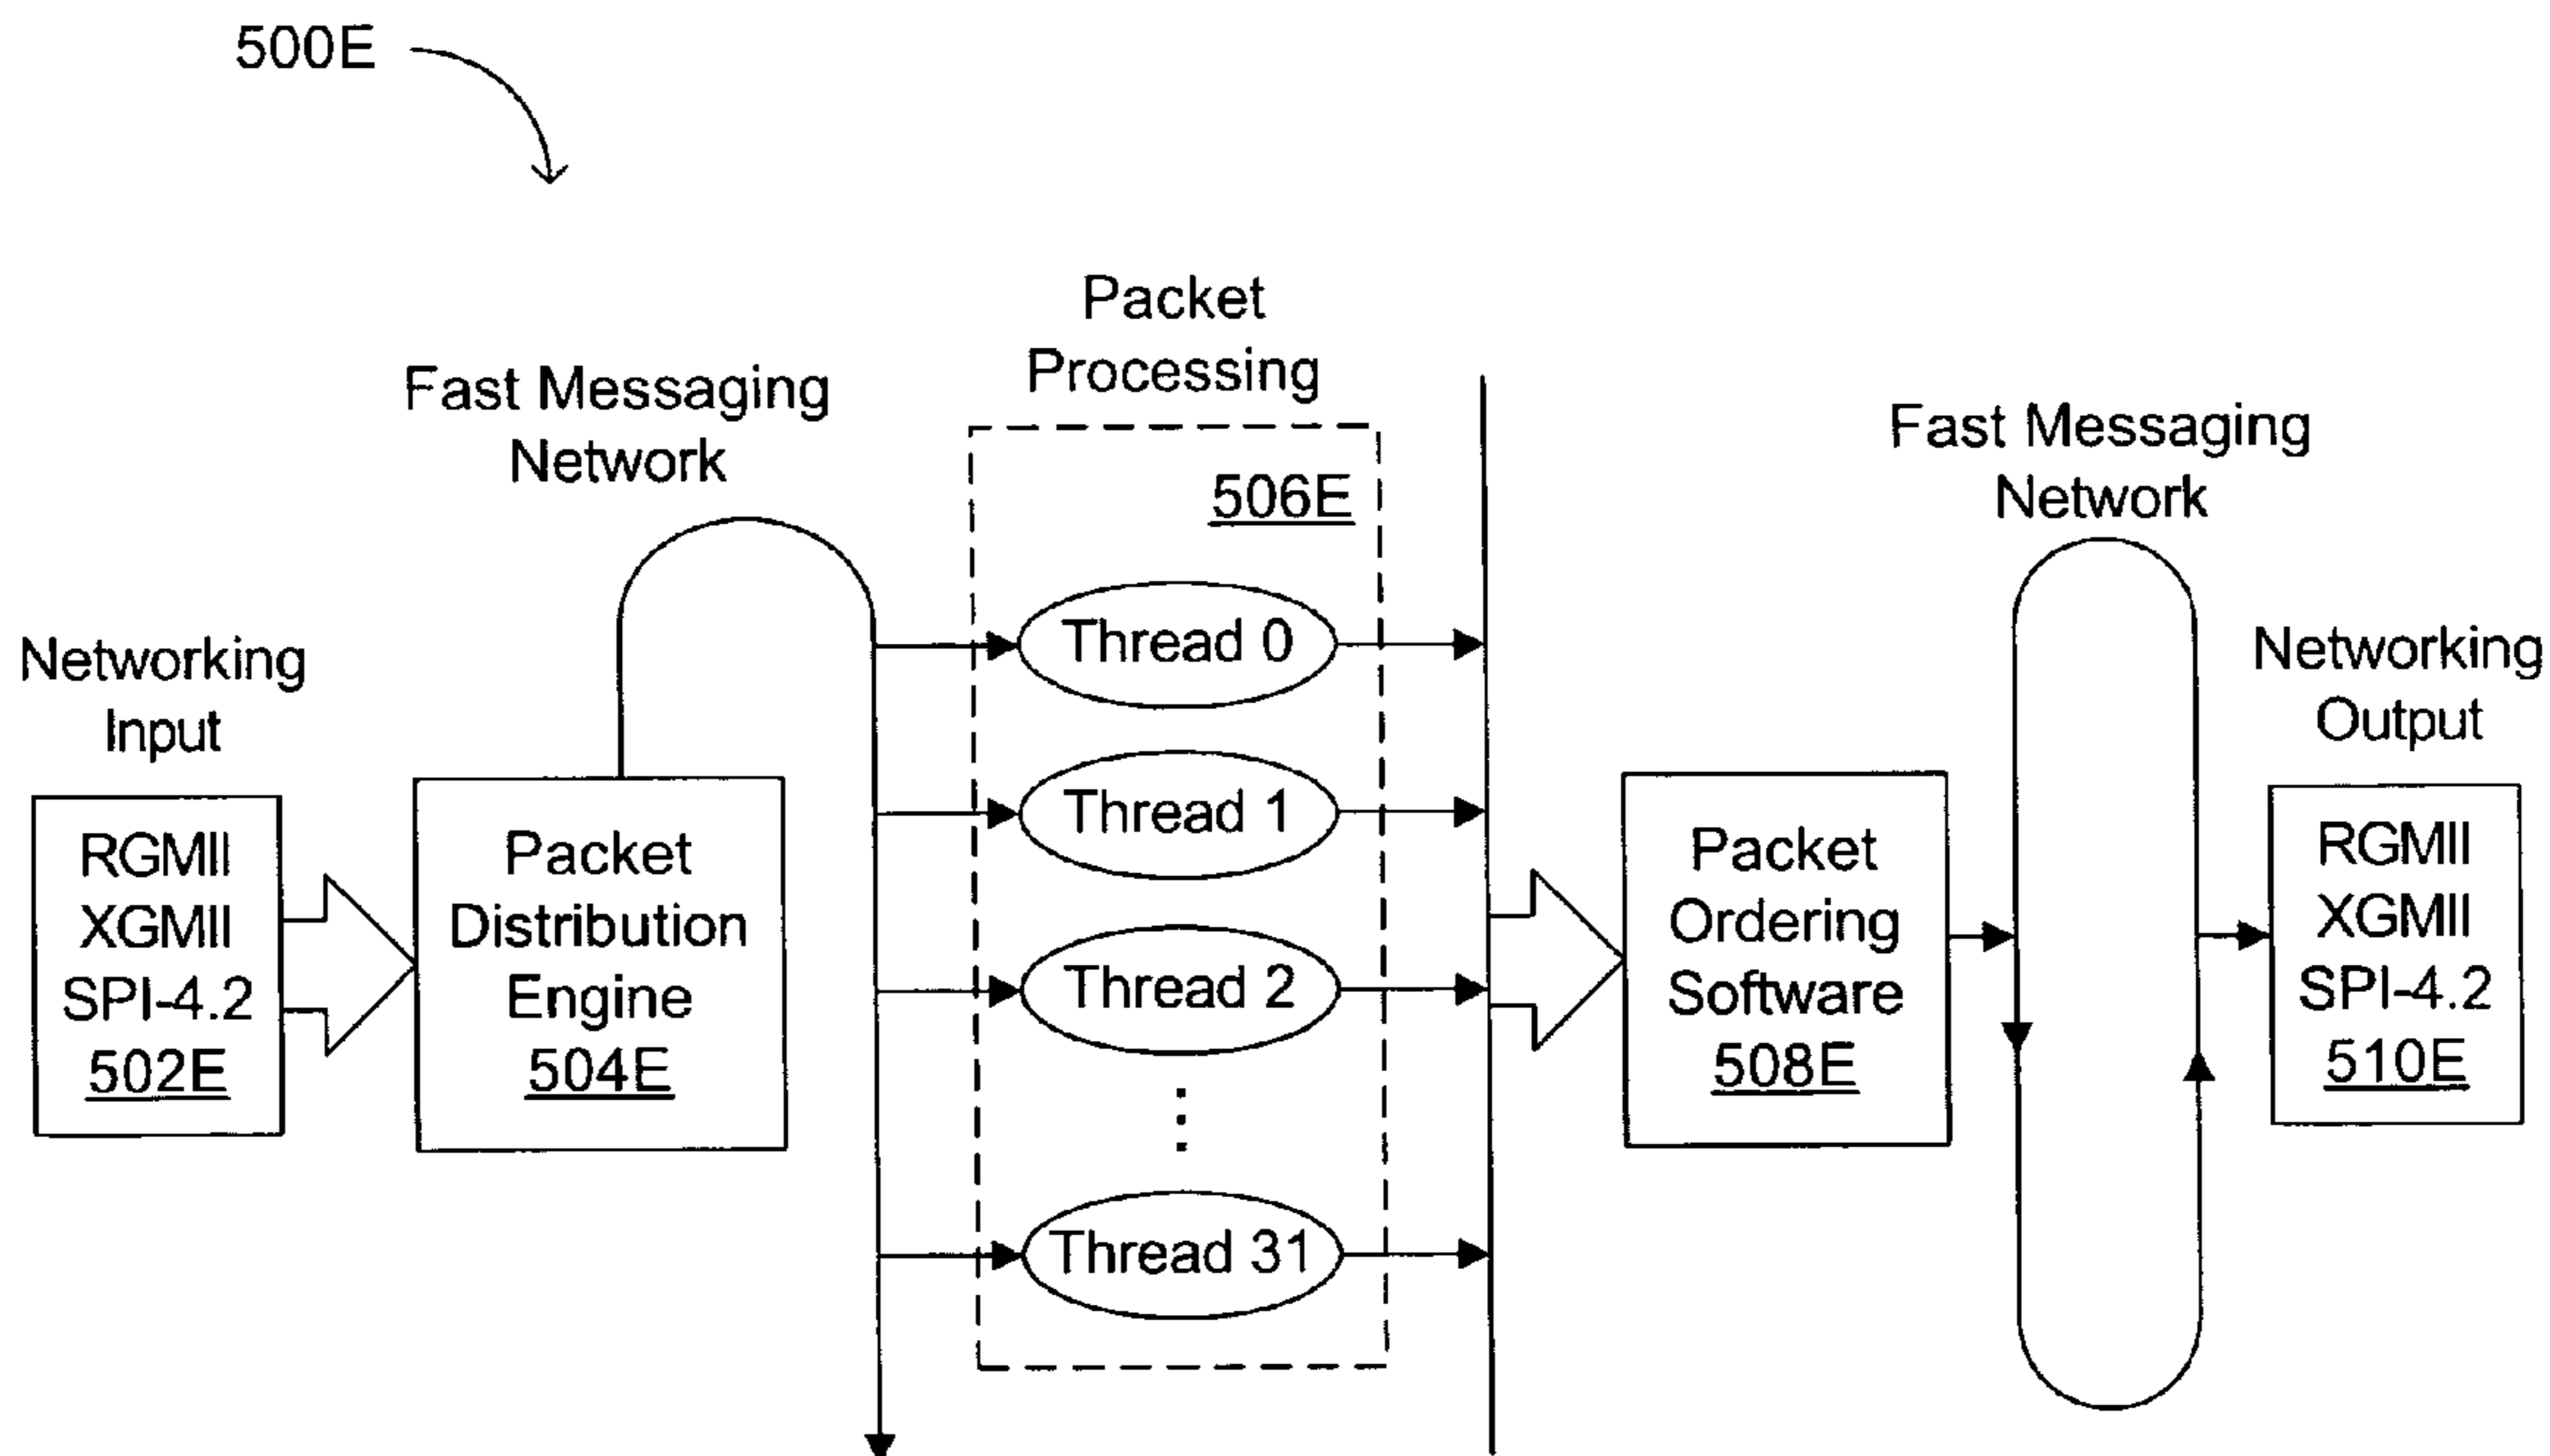 500E
Networking
Input
RGMII
XGMII
SPI-4.2
502E
Fast Messaging
Network
Packet
Distribution
Engine
504E
Packet
Processing
506E
Thread 0
Thread 1
Thread 2
Thread 31
Packet
Ordering
Software
508E
Fast Messaging
Network
Networking
Output
RGMII
XGMII
SPI-4.2
510E